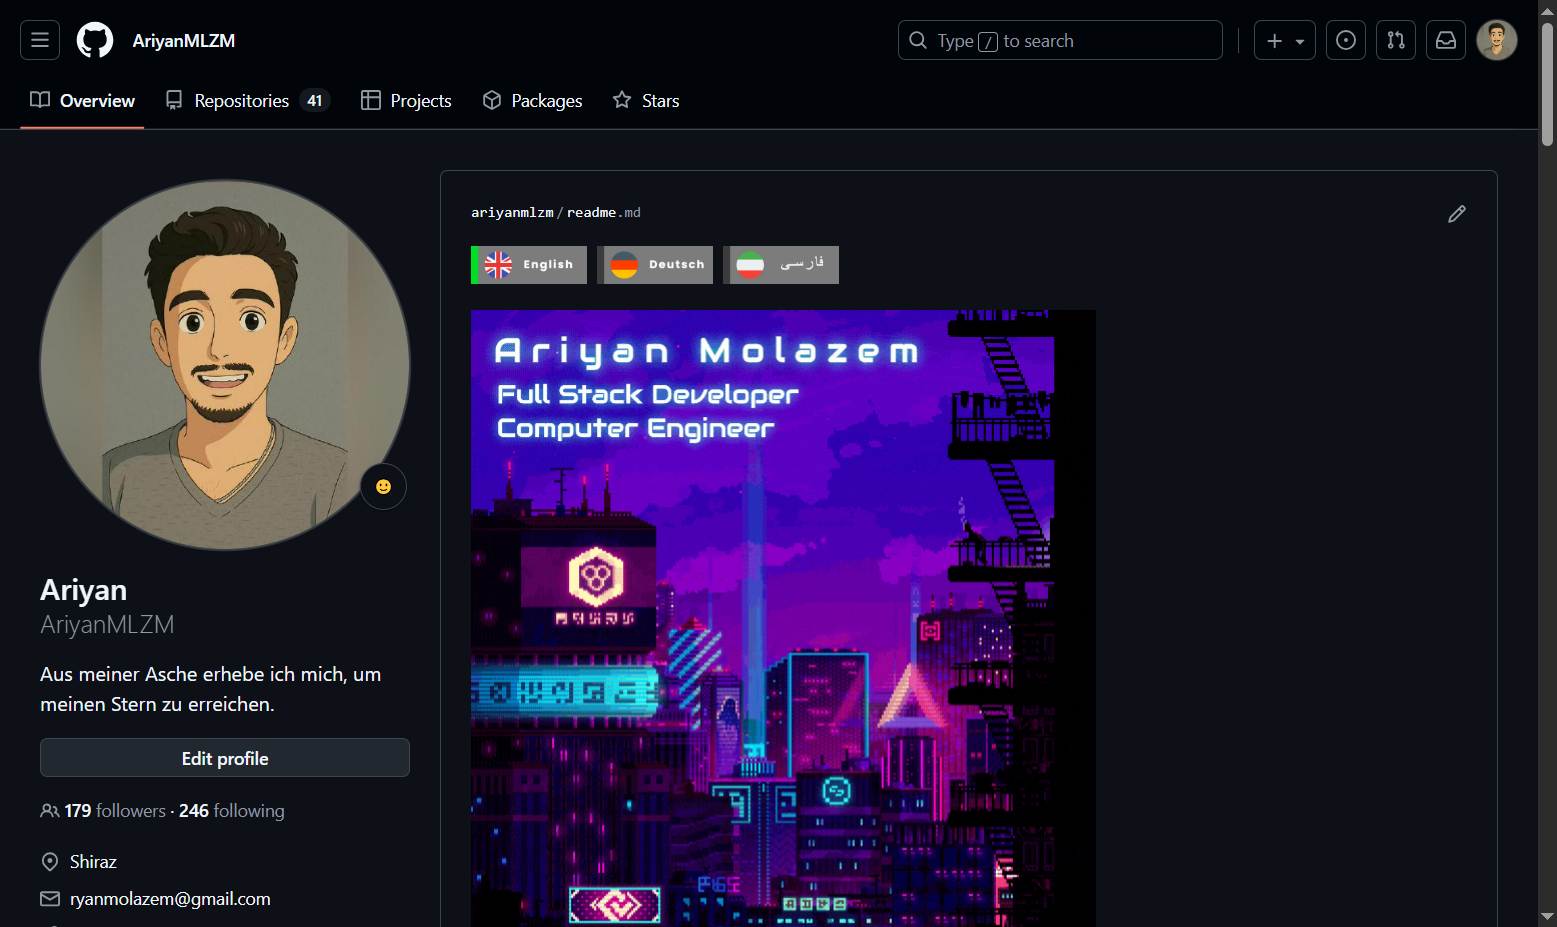 AriyanMLZM
Type / to search
Overview
Repositories 41
Projects
Packages
Stars
ariyanmlzm/readme.md
English
Deutsch
فارسی
Ariyan Molazem
Full Stack Developer
Computer Engineer
Ariyan
AriyanMLZM
Aus meiner Asche erhebe ich mich, um
meinen Stern zu erreichen.
Edit profile
179 followers · 246 following
Shiraz
ryanmolazem@gmail.com